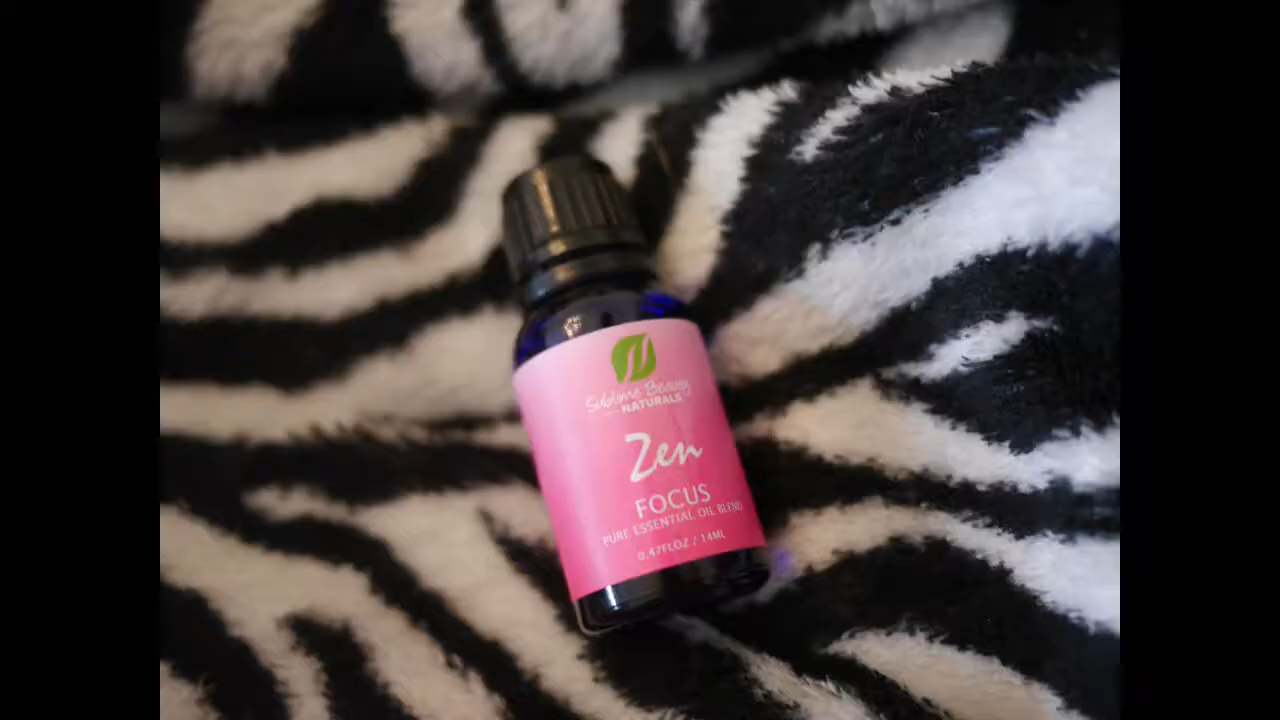 Sublime Beauty
NATURALS
Zen
FOCUS
PURE ESSENTIAL OIL BLEND
0.47FLOZ / 14ML